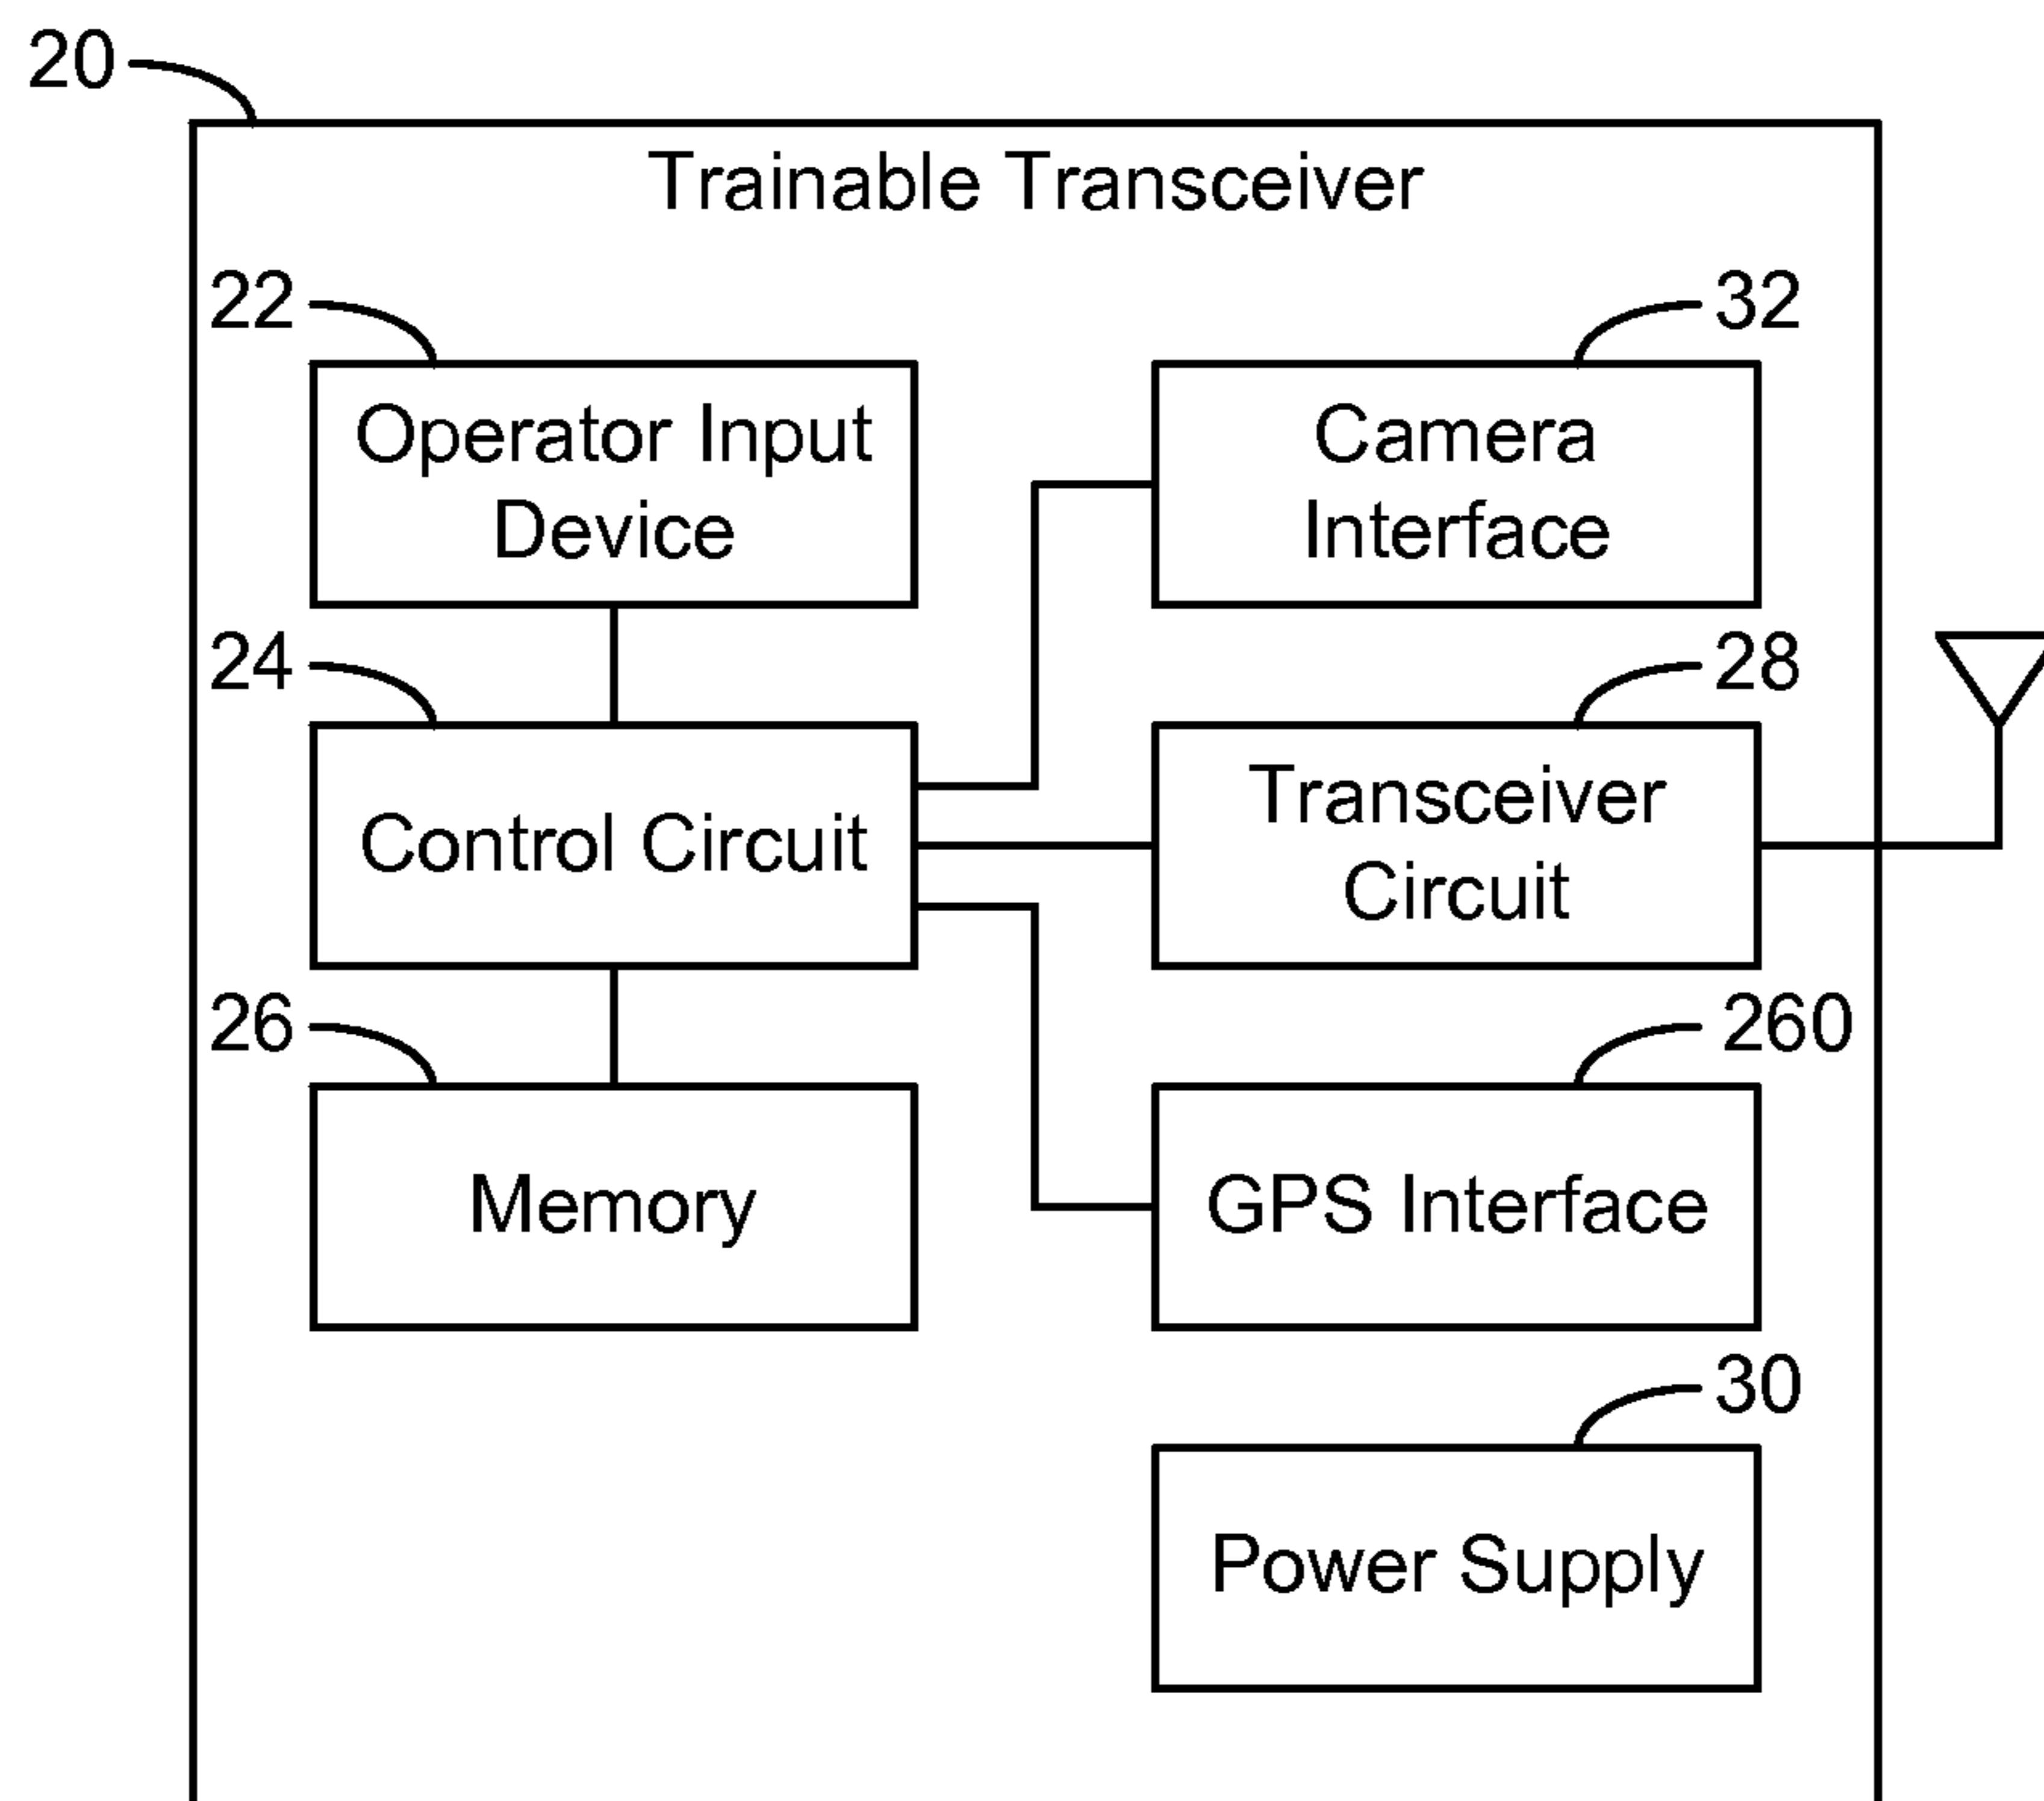 20
Trainable Transceiver
22
32
Operator Input
Device
Camera
Interface
24
28
Control Circuit
Transceiver
Circuit
26
260
Memory
GPS Interface
30
Power Supply